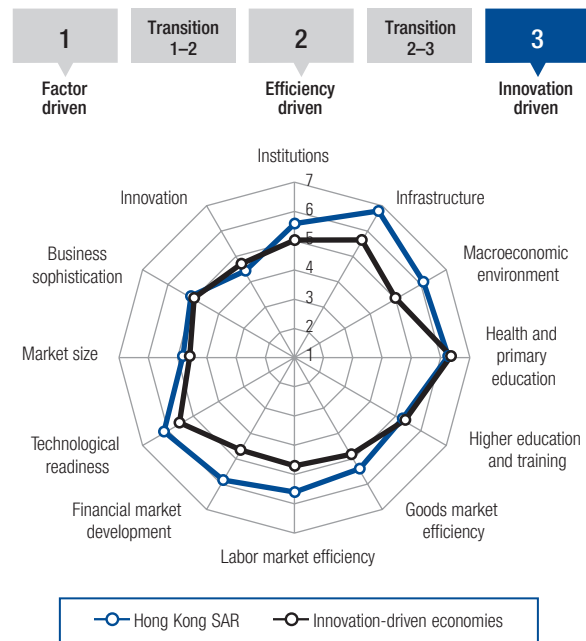 1
Transition
1–2
2
Transition
2–3
3
Factor
driven
Efficiency
driven
Innovation
driven
Institutions
7
6
5
4
3
2
1
Infrastructure
Macroeconomic
environment
Health and
primary
education
Higher education
and training
Goods market
efficiency
Labor market efficiency
Financial market
development
Technological
readiness
Market size
Business
sophistication
Innovation
Hong Kong SAR
Innovation-driven economies